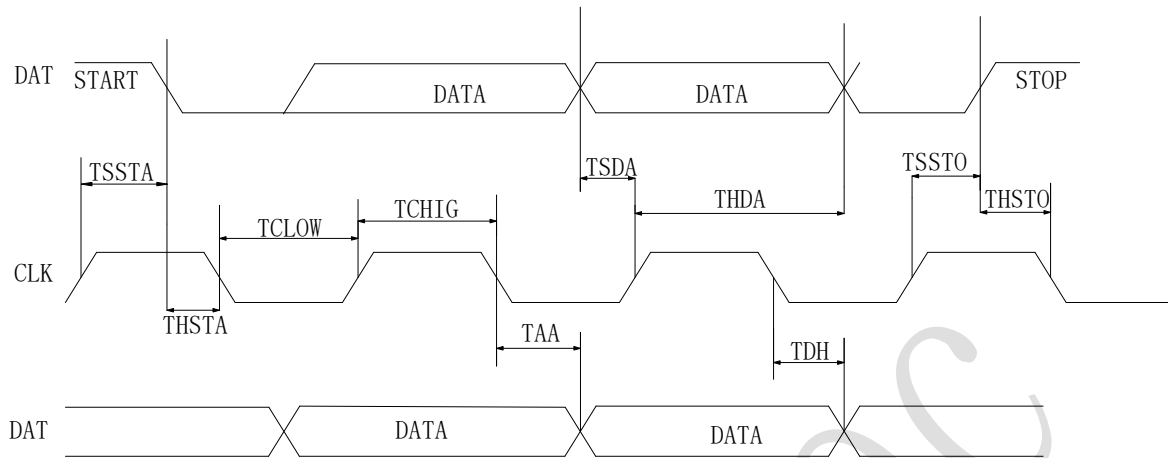 DAT START DATA DATA STOP
TSSTA TSDA TSSTO
TCLOW TCHIG THDA THSTO
CLK
THSTA TAA TDH
DAT DATA DATA